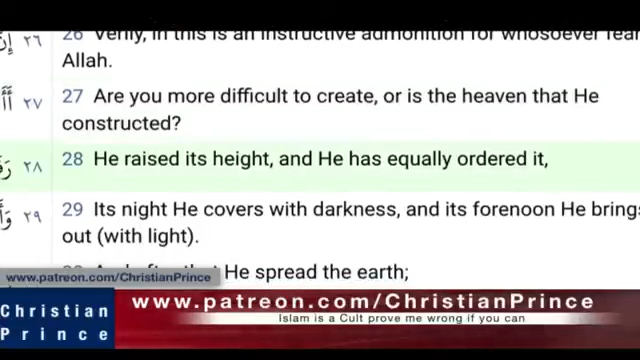 26 Verily, in this is an instructive admonition for whosoever fear
Allah.
٢٦
27 Are you more difficult to create, or is the heaven that He
constructed?
٢٧
28 He raised its height, and He has equally ordered it,
٢٨
29 Its night He covers with darkness, and its forenoon He brings
out (with light).
٢٩
He spread the earth;
www.patreon.com/ChristianPrince
Christian
Prince
www.patreon.com/ChristianPrince
Islam is a Cult prove me wrong if you can